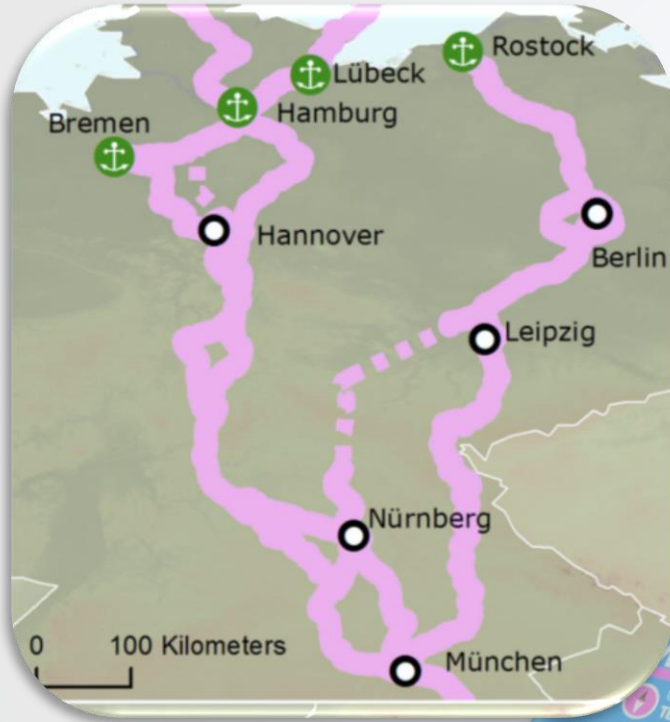 Rostock
Lübeck
Hamburg
Bremen
Hannover
Berlin
Leipzig
Nürnberg
München
0 100 Kilometers